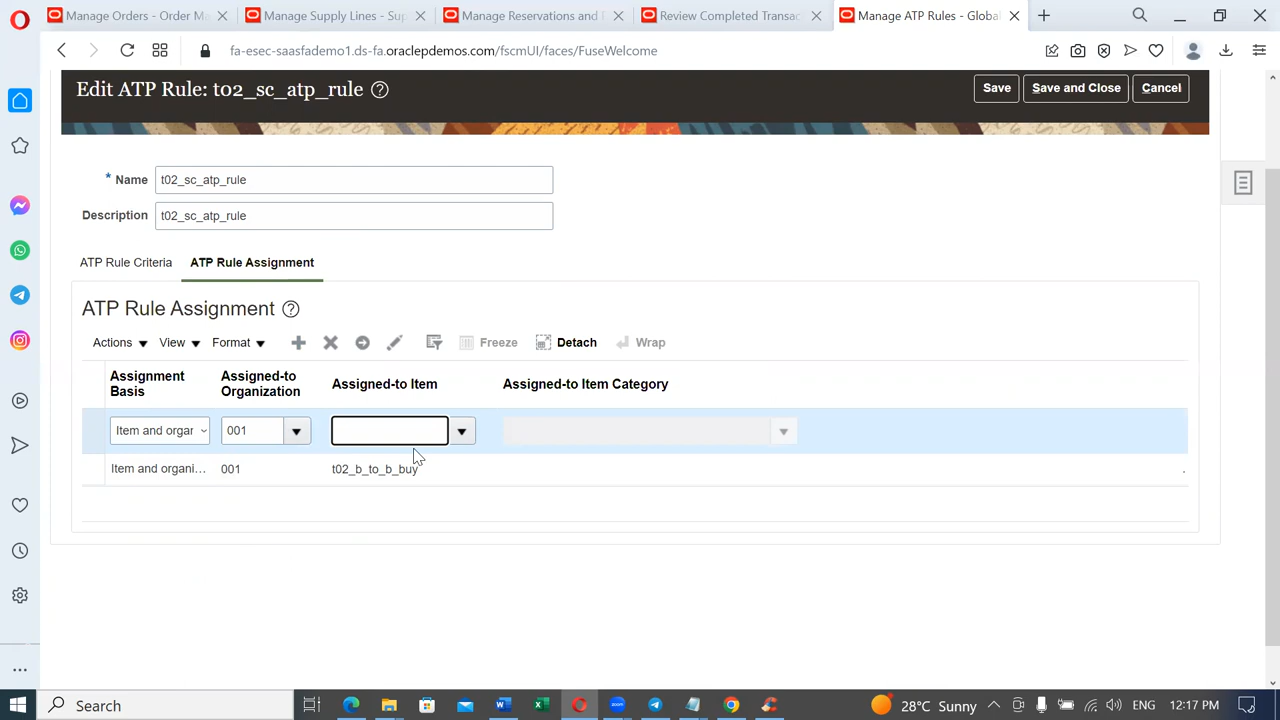 Manage Orders - Order Ma
Manage Supply Lines - Sup
Manage Reservations and P
Review Completed Transac
Manage ATP Rules - Global
fa-esec-saasfademo1.ds-fa.oraclepdemos.com/fscmUI/faces/FuseWelcome
Edit ATP Rule: t02_sc_atp_rule
Save
Save and Close
Cancel
* Name t02_sc_atp_rule
Description t02_sc_atp_rule
ATP Rule Criteria ATP Rule Assignment
ATP Rule Assignment
Actions View Format Freeze Detach Wrap
Assignment Basis Assigned-to Organization Assigned-to Item Assigned-to Item Category
Item and orgar 001
Item and organi... 001 t02_b_to_b_buy
Search
28°C Sunny
ENG
12:17 PM